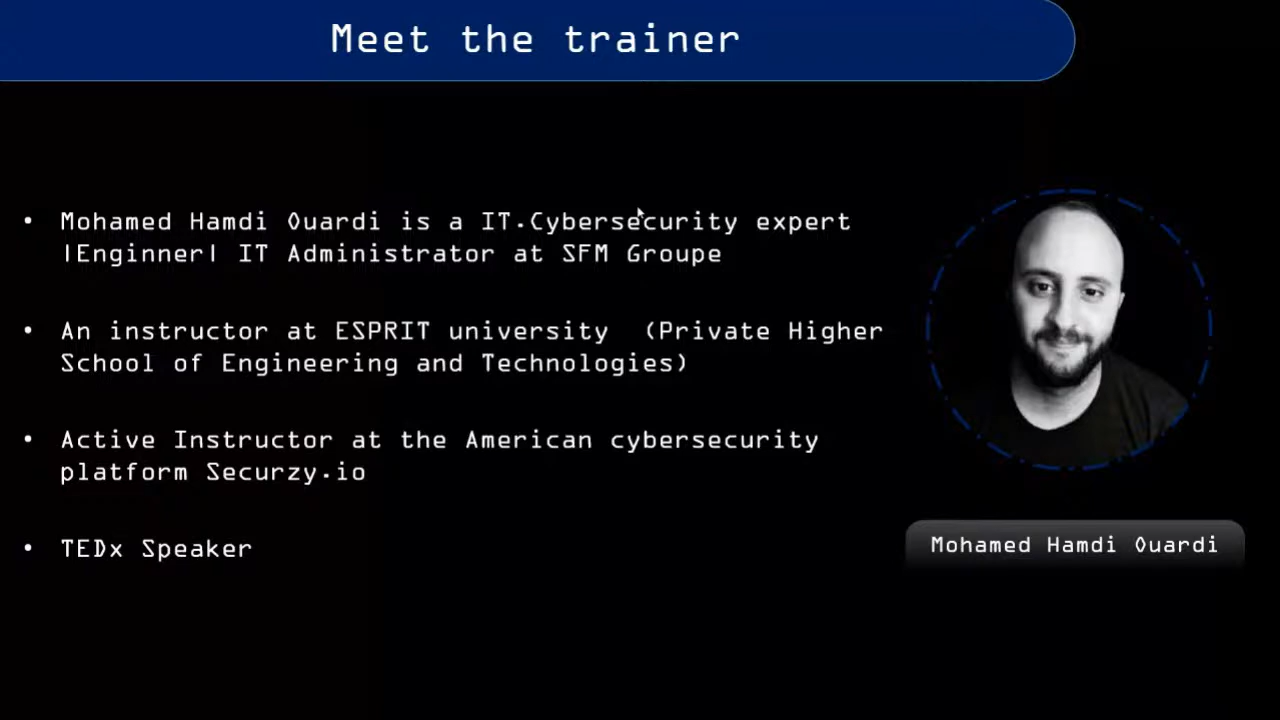 Meet the trainer
• Mohamed Hamdi Ouardi is a IT.Cybersecurity expert
|Enginner| IT Administrator at SFM Groupe
• An instructor at ESPRIT university (Private Higher
School of Engineering and Technologies)
• Active Instructor at the American cybersecurity
platform Securzy.io
• TEDx Speaker
Mohamed Hamdi Ouardi